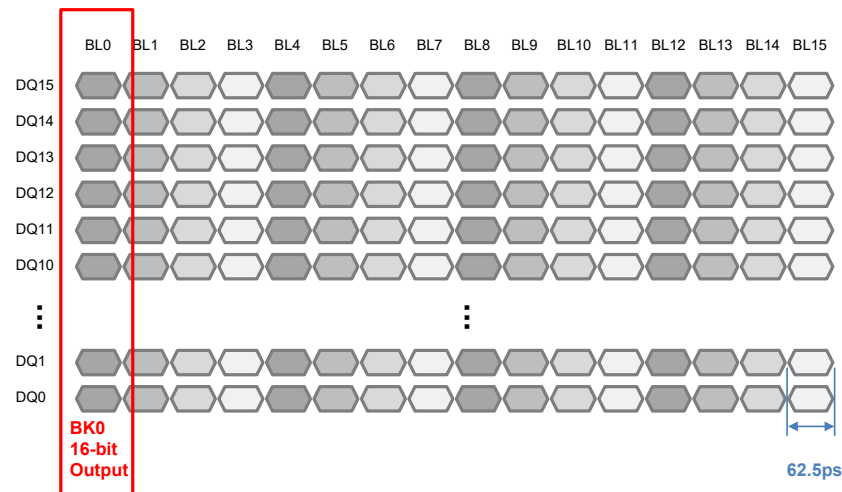 BL0 BL1 BL2 BL3 BL4 BL5 BL6 BL7 BL8 BL9 BL10 BL11 BL12 BL13 BL14 BL15
DQ15
DQ14
DQ13
DQ12
DQ11
DQ10
DQ1
DQ0
BK0
16-bit
Output
62.5ps